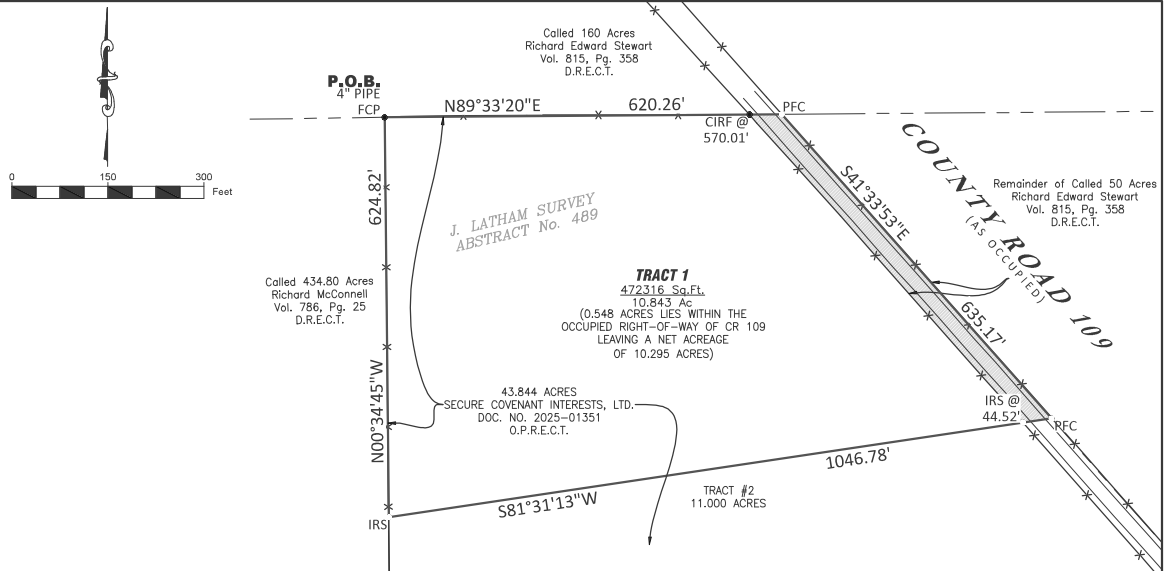 Called 160 Acres
Richard Edward Stewart
Vol. 815, Pg. 358
D.R.E.C.T.
P.O.B.
4" PIPE
FCP
N89°33'20"E
620.26'
PFC
CIRF @
570.01'
0
150
300
Feet
624.82'
N00°34'45"W
J. LATHAM SURVEY
ABSTRACT No. 489
S41°33'53"E
635.17'
COUNTY ROAD 109
(AS OCCUPIED)
Remainder of Called 50 Acres
Richard Edward Stewart
Vol. 815, Pg. 358
D.R.E.C.T.
Called 434.80 Acres
Richard McConnell
Vol. 786, Pg. 25
D.R.E.C.T.
TRACT 1
472316 Sq.Ft.
10.843 Ac
(0.548 ACRES LIES WITHIN THE
OCCUPIED RIGHT-OF-WAY OF CR 109
LEAVING A NET ACREAGE
OF 10.295 ACRES)
43.844 ACRES
SECURE COVENANT INTERESTS, LTD.
DOC. NO. 2025-01351
O.P.R.E.C.T.
IRS @
44.52'
PFC
1046.78'
S81°31'13"W
TRACT #2
11.000 ACRES
IRS